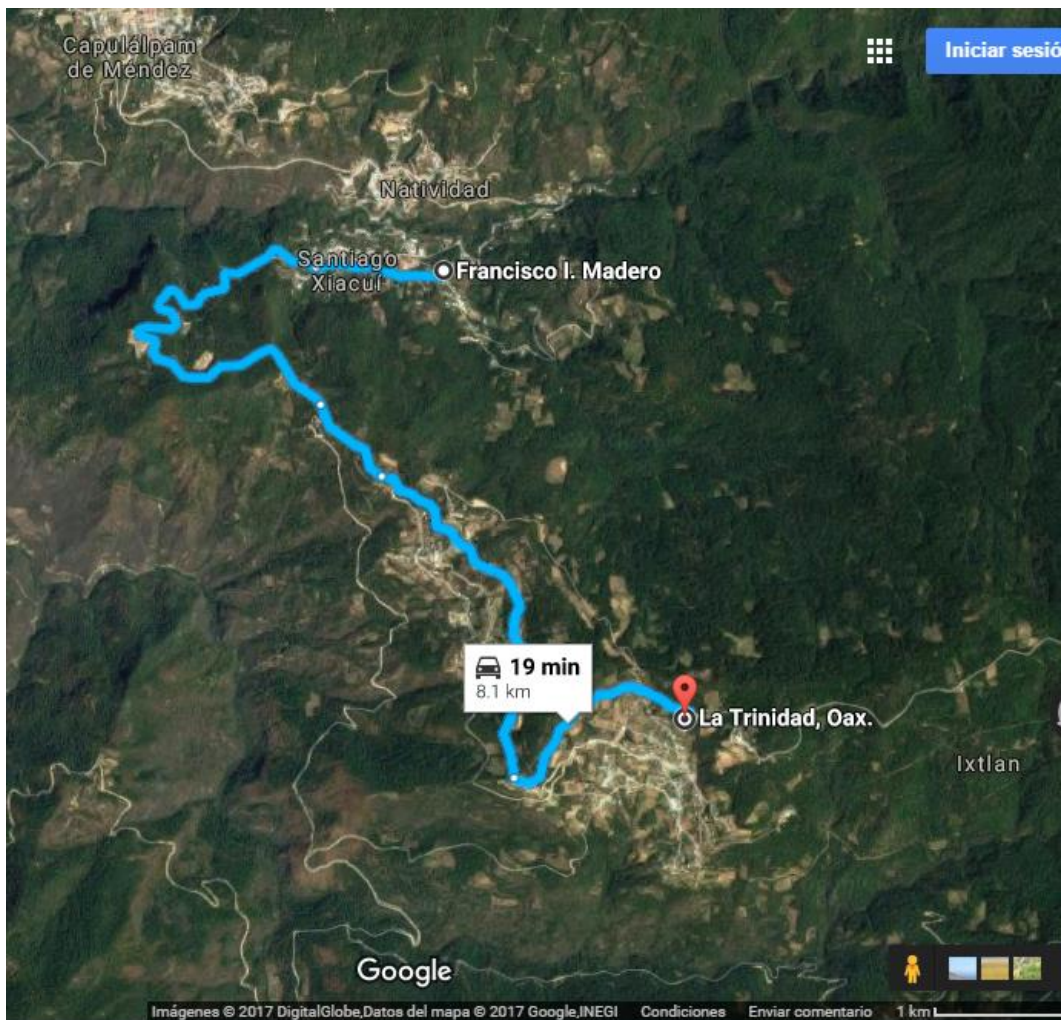 Capulálpam
de Méndez
Iniciar sesió
Natividad
Santiago
Xiacuí
Francisco I. Madero
19 min
8.1 km
La Trinidad, Oax.
Ixtlan
Google
Imágenes © 2017 DigitalGlobe,Datos del mapa © 2017 Google,INEGI Condiciones Enviar comentario 1 km